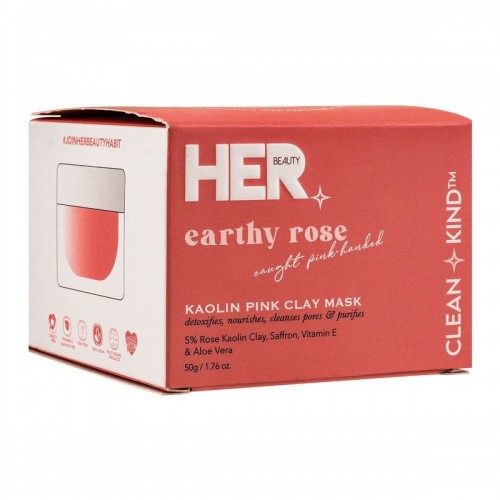 #JOINHERBEAUTYHABIT
HER BEAUTY
earthy rose
caught pink-handed
KAOLIN PINK CLAY MASK
detoxifies, nourishes, cleanses pores & purifies
5% Rose Kaolin Clay, Saffron, Vitamin E
& Aloe Vera
50g / 1.76 oz.
CLEAN KIND™